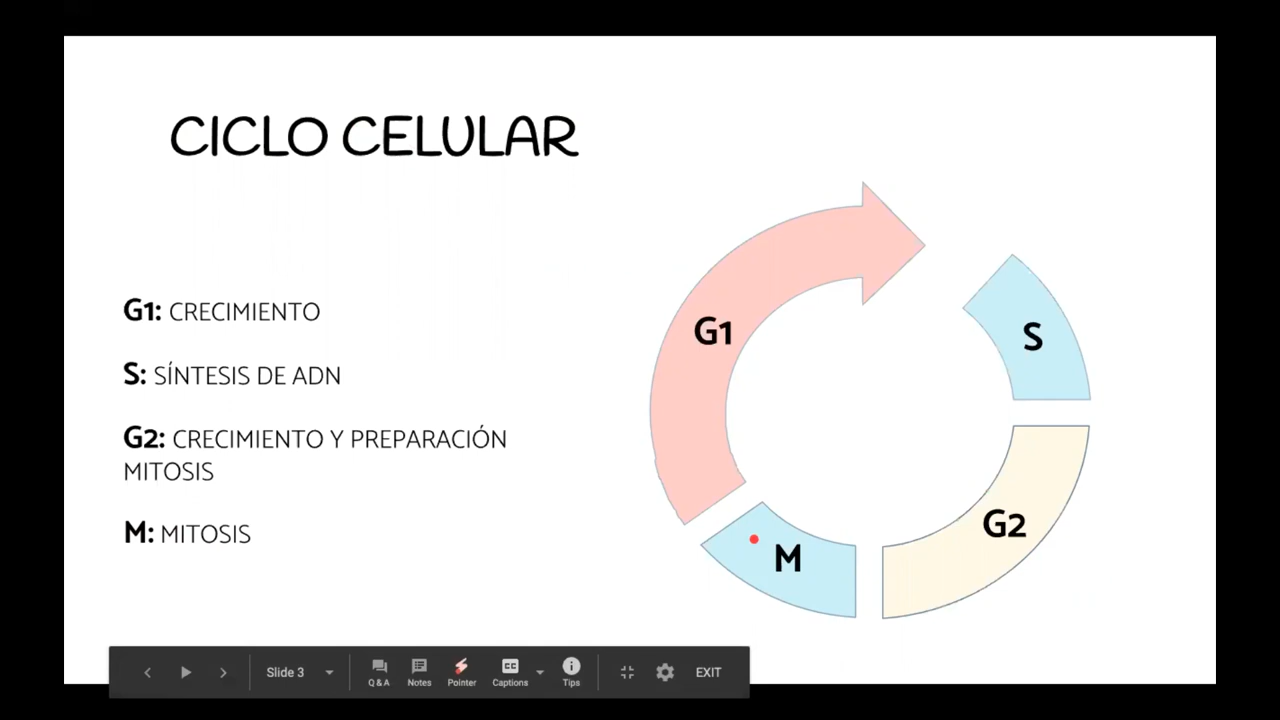 CICLO CELULAR
G1: CRECIMIENTO
S: SÍNTESIS DE ADN
G2: CRECIMIENTO Y PREPARACIÓN
MITOSIS
M: MITOSIS
G1
S
G2
M
Slide 3
Q & A
Notes
Pointer
CC
Captions
Tips
EXIT